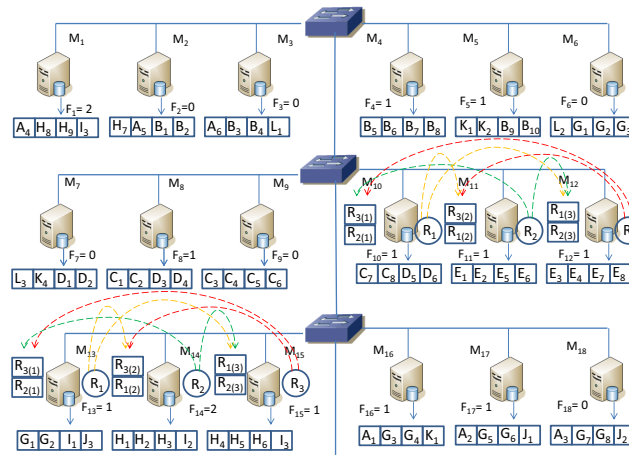 M1 M2 M3 M4 M5 M6
F1= 2 F2=0 F3= 0 F4= 1 F5= 1 F6= 0
A4 H8 H9 I3 H7 A5 B1 B2 A6 B3 B4 L1 B5 B6 B7 B8 K1 K2 B9 B10 L2 G1 G2 G3
M7 M8 M9 M10 M11 M12
R3(1) R3(2) R1(3)
R2(1) R1 R1(2) R2 R2(3)
F7= 0 F8=1 F9= 0 F10= 1 F11= 1 F12= 1
L3 K4 D1 D2 C1 C2 D3 D4 C3 C4 C5 C6 C7 C8 D5 D6 E1 E2 E5 E6 E3 E4 E7 E8
M13 M14 M15 M16 M17 M18
R3(1) R3(2) R1(3)
R2(1) R1 R1(2) R2 R2(3) R3
F13= 1 F14=2 F15= 1 F16= 1 F17= 1 F18= 0
G1 G2 I1 J3 H1 H2 H3 I2 H4 H5 H6 I3 A1 G3 G4 K1 A2 G5 G6 J1 A3 G7 G8 J2